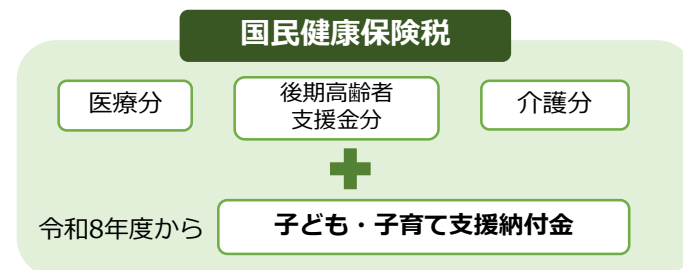 国民健康保険税
医療分
後期高齢者
支援金分
介護分
令和8年度から
子ども・子育て支援納付金